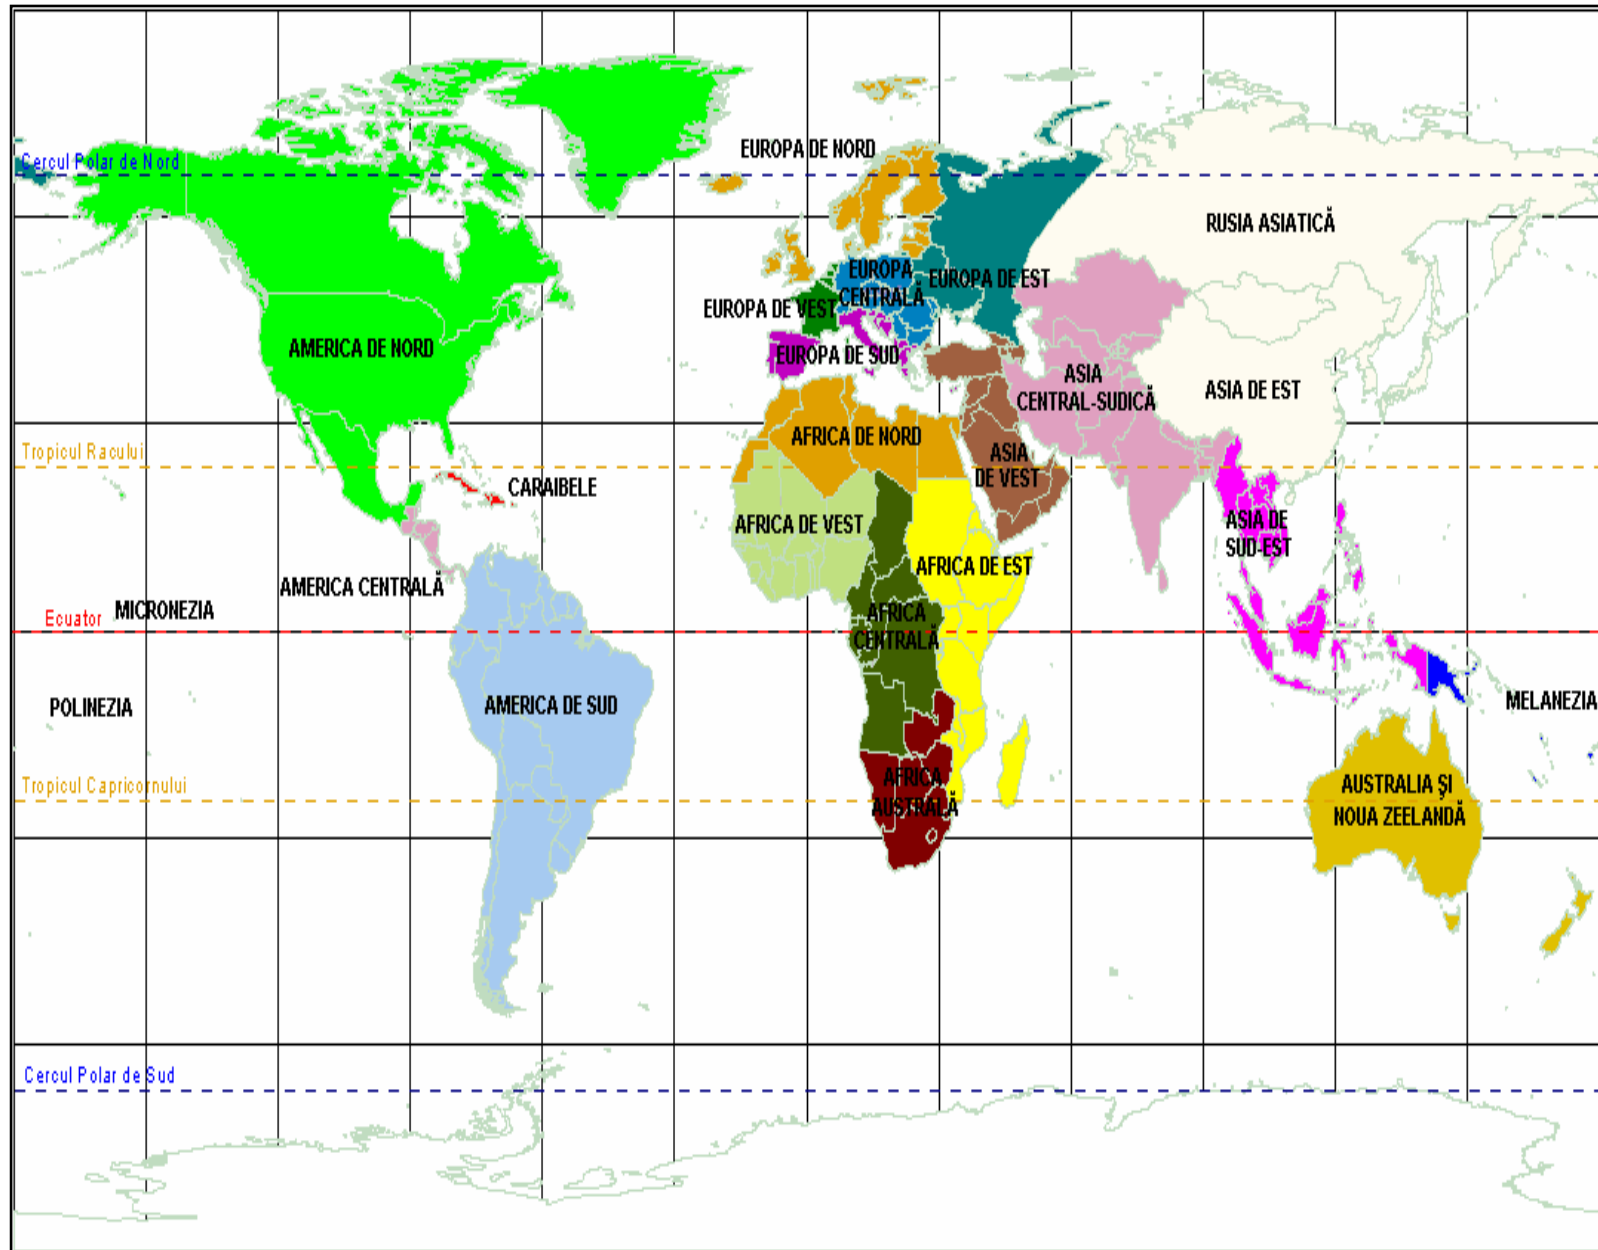 EUROPA DE NORD
Cercul Polar de Nord
RUSIA ASIATICĂ
EUROPA
CENTRALĂ
EUROPA DE EST
EUROPA DE VEST
AMERICA DE NORD
EUROPA DE SUD
ASIA
CENTRAL-SUDICĂ
ASIA DE EST
AFRICA DE NORD
Tropicul Racului
ASIA
DE VEST
CARAIBELE
AFRICA DE VEST
ASIA DE
SUD-EST
AFRICA DE EST
AMERICA CENTRALĂ
MICRONEZIA
Ecuator
AFRICA
CENTRALĂ
POLINEZIA
AMERICA DE SUD
MELANEZIA
Tropicul Capricornului
AFRICA
AUSTRALĂ
AUSTRALIA ŞI
NOUA ZEELANDĂ
Cercul Polar de Sud